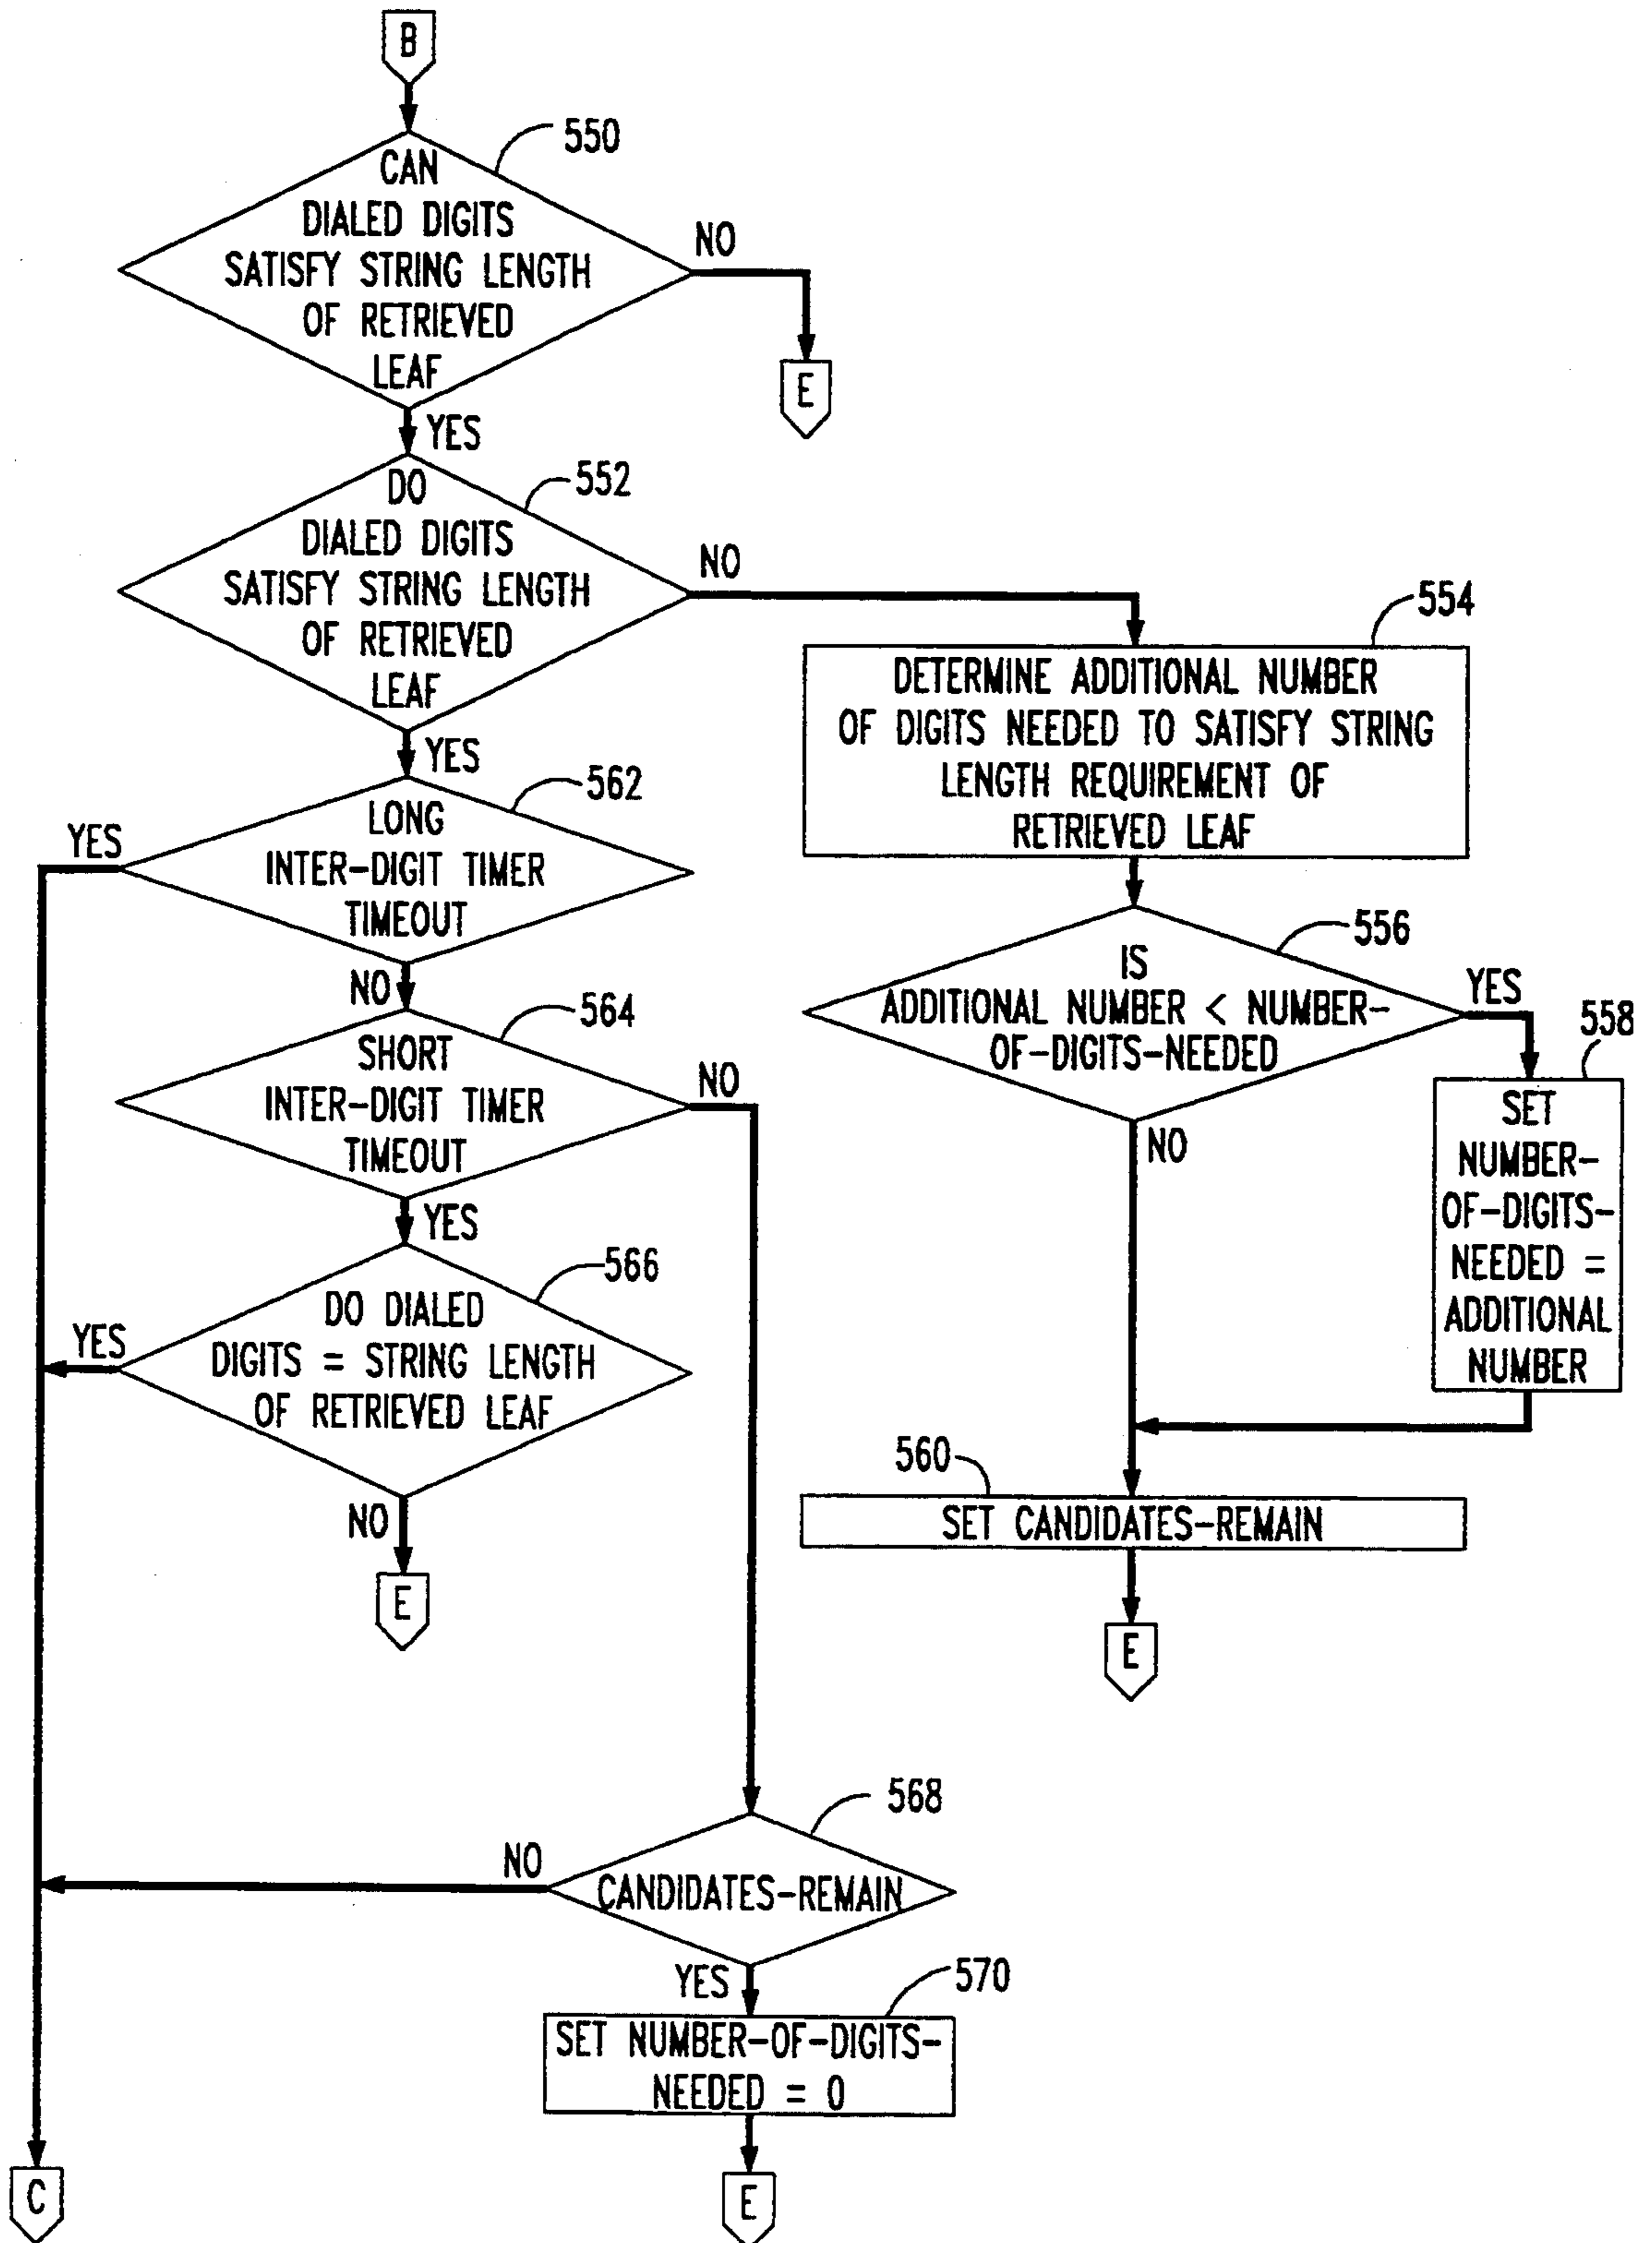 B
550
CAN
DIALED DIGITS
SATISFY STRING LENGTH
OF RETRIEVED
LEAF
NO
E
YES
552
DO
DIALED DIGITS
SATISFY STRING LENGTH
OF RETRIEVED
LEAF
NO
554
DETERMINE ADDITIONAL NUMBER
OF DIGITS NEEDED TO SATISFY STRING
LENGTH REQUIREMENT OF
RETRIEVED LEAF
YES
562
LONG
INTER-DIGIT TIMER
TIMEOUT
YES
NO
556
IS
ADDITIONAL NUMBER < NUMBER-
OF-DIGITS-NEEDED
YES
NO
558
SET
NUMBER-
OF-DIGITS-
NEEDED =
ADDITIONAL
NUMBER
564
SHORT
INTER-DIGIT TIMER
TIMEOUT
NO
YES
566
DO DIALED
DIGITS = STRING LENGTH
OF RETRIEVED LEAF
YES
NO
E
560
SET CANDIDATES-REMAIN
E
568
CANDIDATES-REMAIN
NO
YES
570
SET NUMBER-OF-DIGITS-
NEEDED = 0
C
E